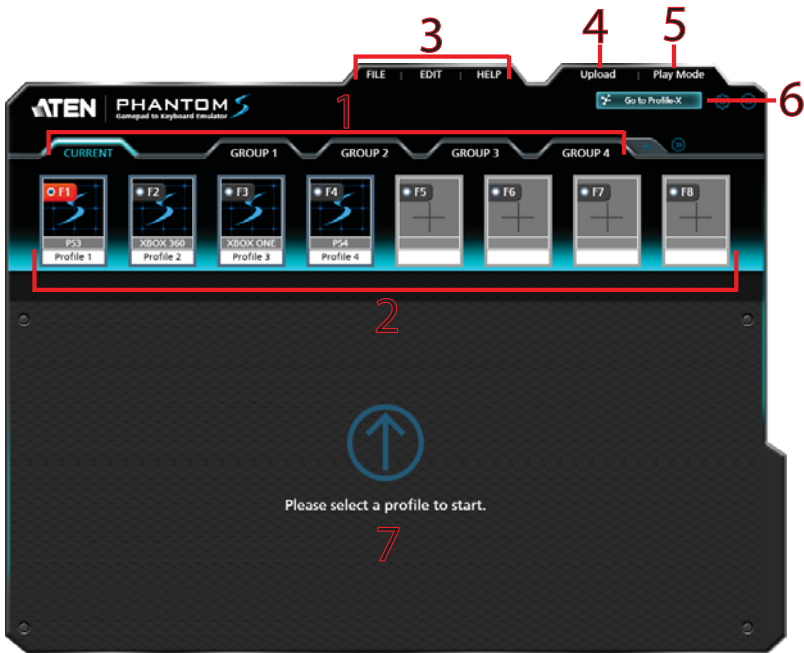 3
4
5
FILE | EDIT | HELP
Upload | Play Mode
ATEN PHANTOM S
Gamepad to Keyboard Emulator
Go to Profile-X
6
1
CURRENT GROUP 1 GROUP 2 GROUP 3 GROUP 4
F1 F2 F3 F4 F5 F6 F7 F8
PS3 XBOX 360 XBOX ONE PS4
Profile 1 Profile 2 Profile 3 Profile 4
2
Please select a profile to start.
7